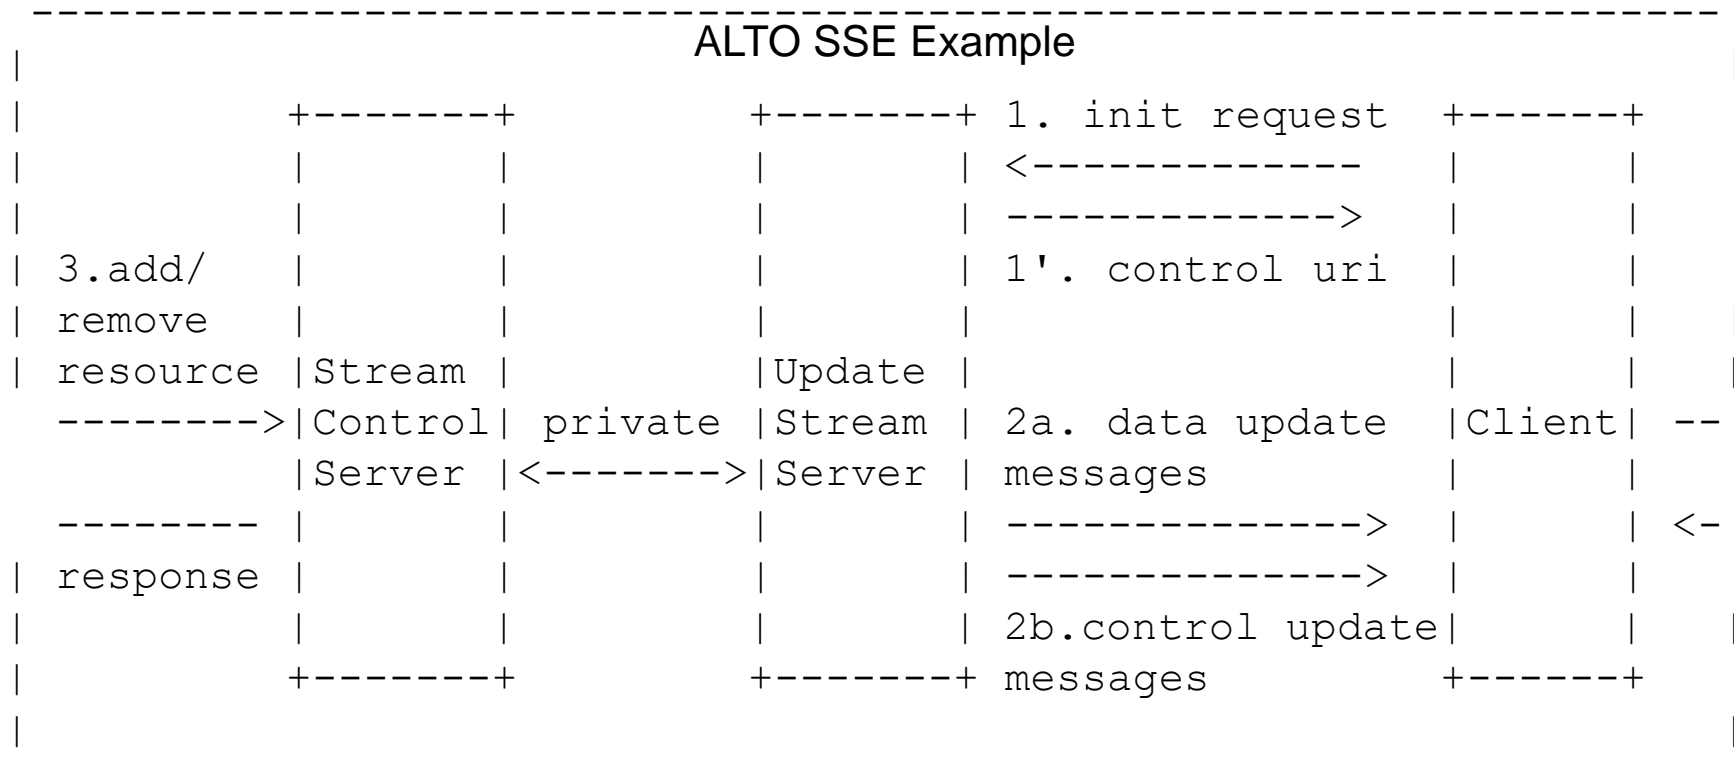 -----------------------------------------------------------------
ALTO SSE Example
|                                                                  |
|          +-------+         +-------+ 1. init request  +------+
|          |       |         |       | <-------------   |      |
|          |       |         |       | ------------->   |      |
| 3.add/   |       |         |       | 1'. control uri  |      |
| remove   |       |         |       |                  |      |   |
| resource |Stream |         |Update |                  |      |   |
  -------->|Control| private |Stream | 2a. data update  |Client| --
           |Server |<------->|Server | messages         |      |
  -------- |       |         |       | -------------->  |      | <-
| response |       |         |       | -------------->  |      |
|          |       |         |       | 2b.control update|      |   |
|          +-------+         +-------+ messages         +------+
|                                                                  |